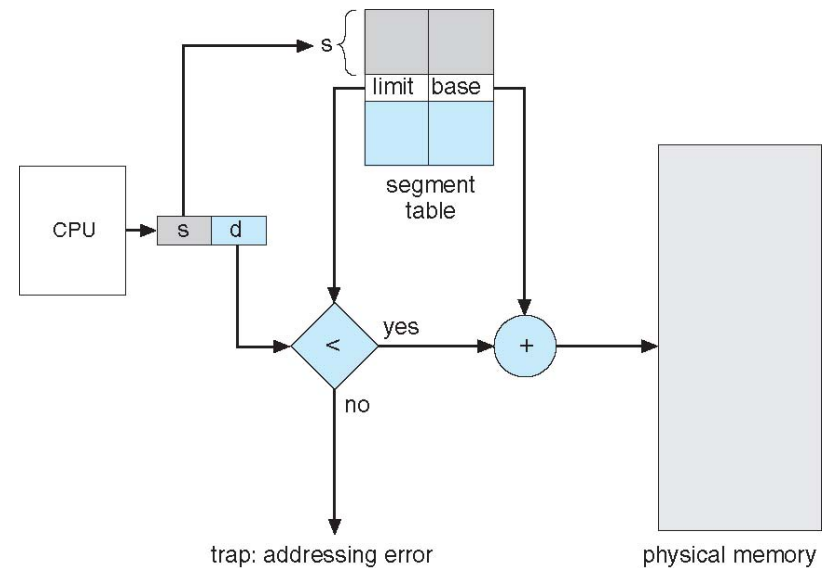 s
limit base
segment
table
CPU
s d
< yes +
no
trap: addressing error
physical memory